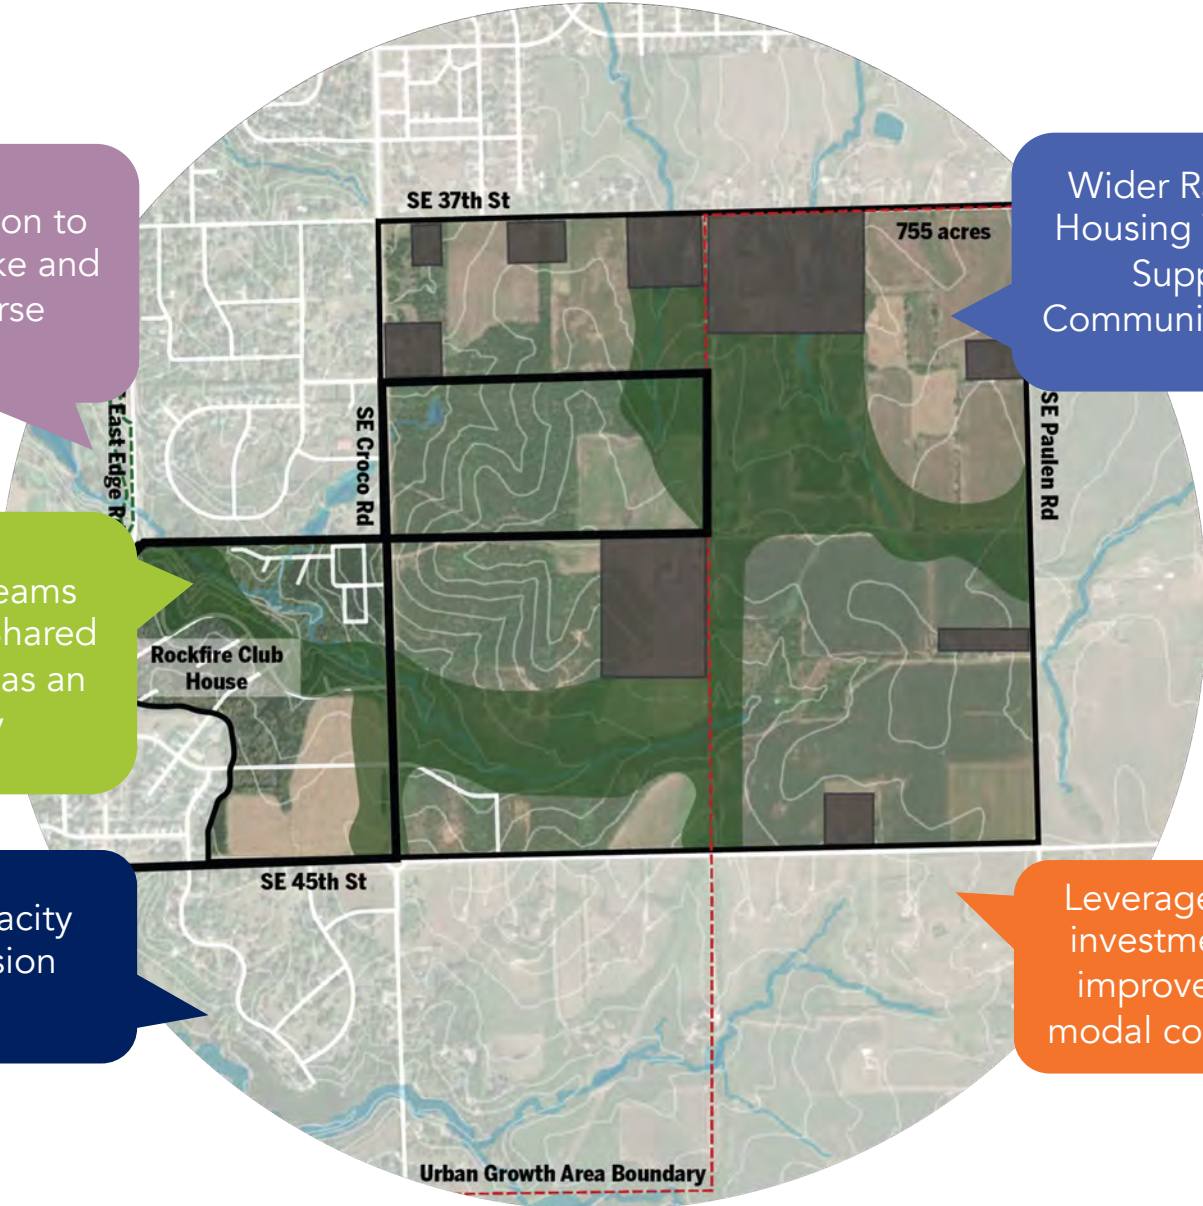 SE 37th St
755 acres
Wider R
Housing
Supp
Communi
on to
ke and
rse
East Edge R
SE Croco Rd
SE Paulen Rd
eams
hared
as an
Rockfire Club
House
SE 45th St
acity
sion
Leverage
investme
improve
modal co
Urban Growth Area Boundary